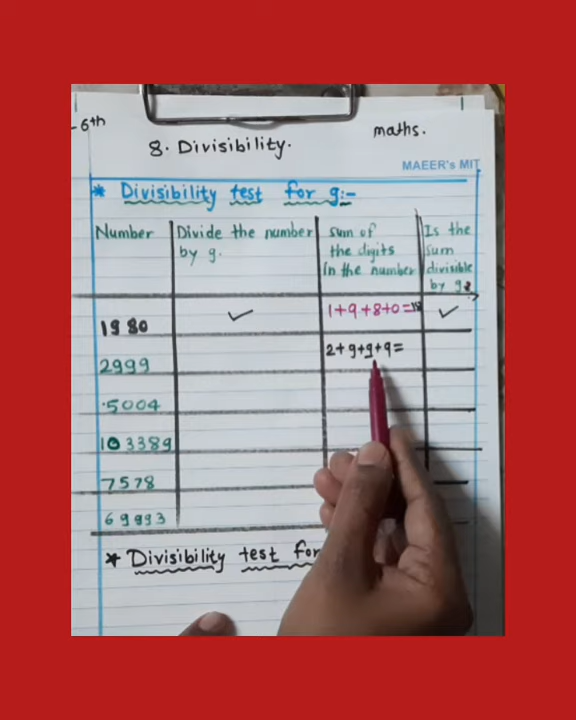 -6th
maths.
8. Divisibility.
MAEER's MIT
* Divisibility test for 9:-
Number
Divide the number by 9.
Sum of the digits in the number
Is the sum divisible by 9?
1980 ✓ 1+9+8+0=18 ✓
2999 2+9+9+9=
5004
103389
7578
69993
* Divisibility test for